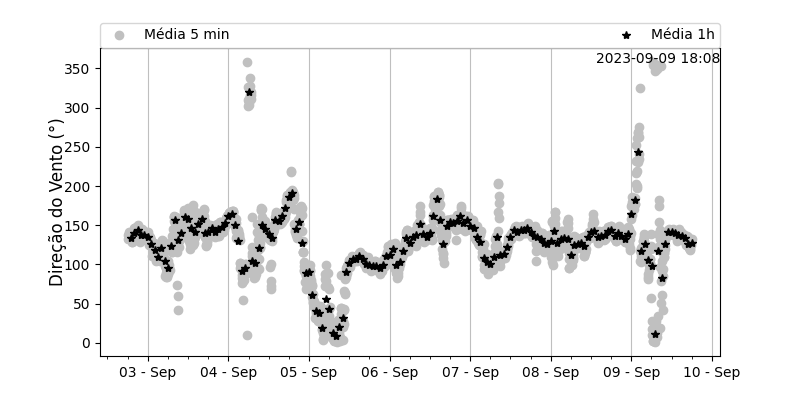 Média 5 min
Média 1h
2023-09-09 18:08
Direção do Vento (°)
350
300
250
200
150
100
50
0
03 - Sep
04 - Sep
05 - Sep
06 - Sep
07 - Sep
08 - Sep
09 - Sep
10 - Sep